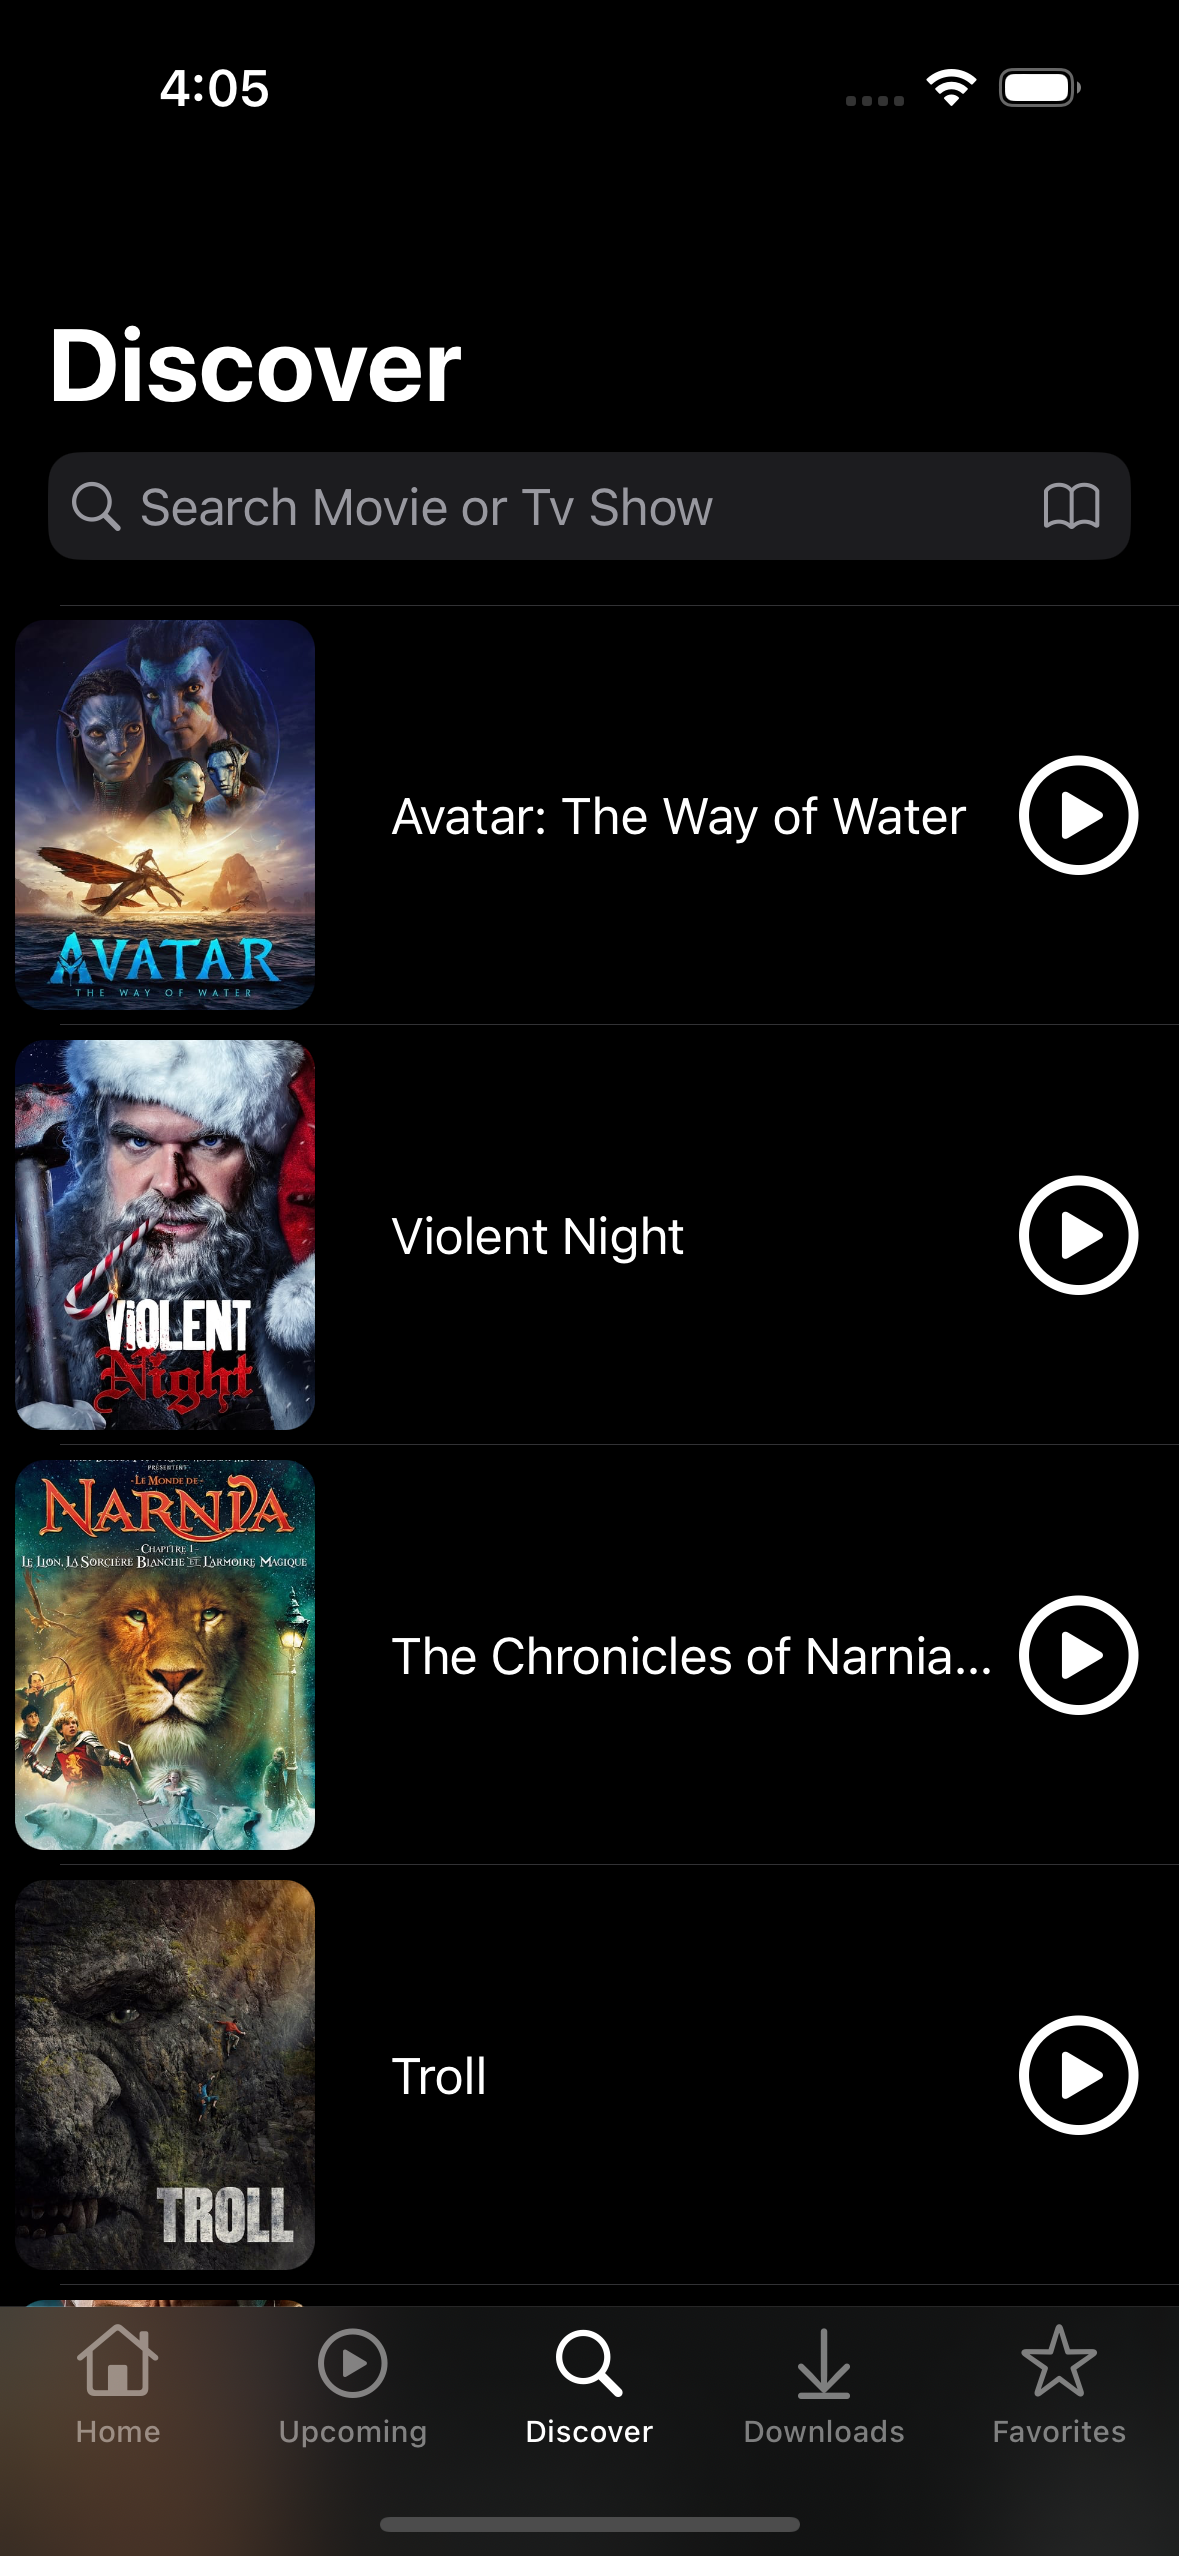 4:05
Discover
Search Movie or Tv Show
AVATAR
THE WAY OF WATER
Avatar: The Way of Water
VIOLENT
Night
Violent Night
PRÉSENTENT
-LE MONDE DE-
NARNIA
-CHAPITRE 1-
LE LION, LA SORCIÈRE BLANCHE ET L'ARMOIRE MAGIQUE
The Chronicles of Narnia...
TROLL
Troll
Home
Upcoming
Discover
Downloads
Favorites